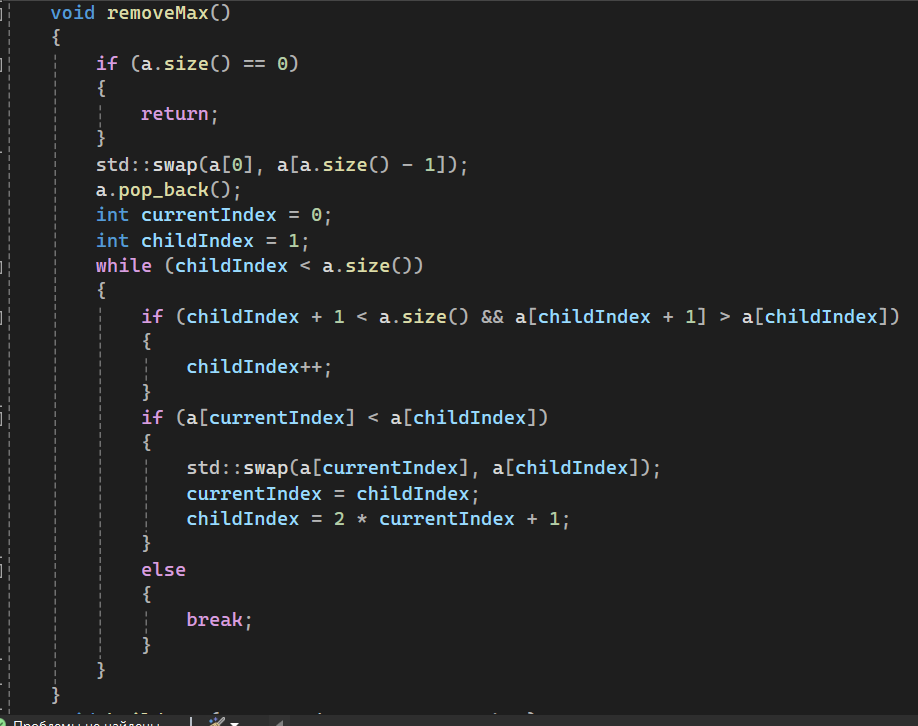 void removeMax()
{
if (a.size() == 0)
{
return;
}
std::swap(a[0], a[a.size() - 1]);
a.pop_back();
int currentIndex = 0;
int childIndex = 1;
while (childIndex < a.size())
{
if (childIndex + 1 < a.size() && a[childIndex + 1] > a[childIndex])
{
childIndex++;
}
if (a[currentIndex] < a[childIndex])
{
std::swap(a[currentIndex], a[childIndex]);
currentIndex = childIndex;
childIndex = 2 * currentIndex + 1;
}
else
{
break;
}
}
}
Проблемы не найдены